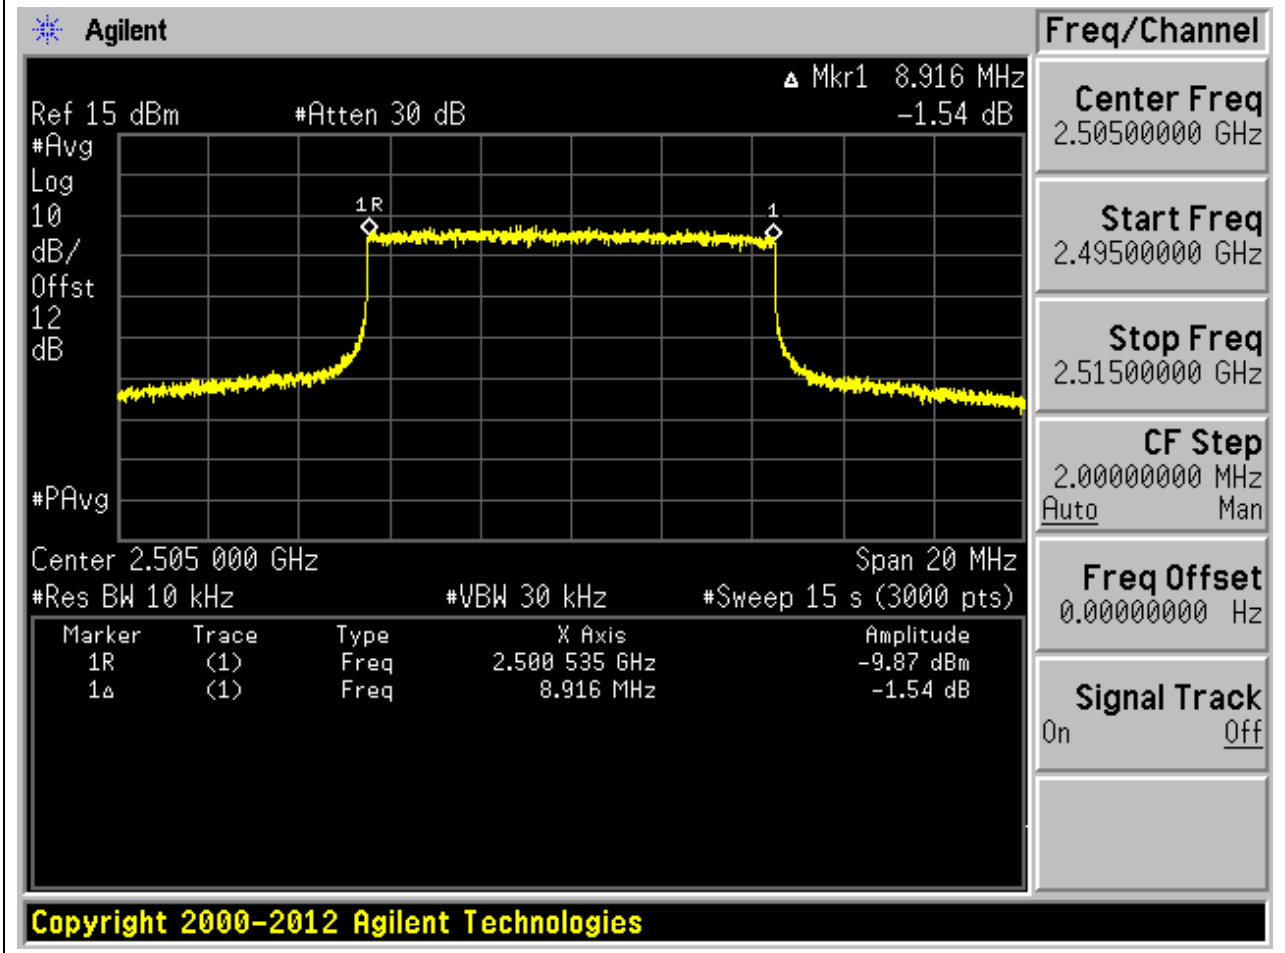 Agilent
Freq/Channel
Δ Mkr1 8.916 MHz
Ref 15 dBm #Atten 30 dB -1.54 dB
#Avg
Log
10
dB/
Offst
12
dB
1R
1
#PAvg
Center 2.505 000 GHz Span 20 MHz
#Res BW 10 kHz #VBW 30 kHz #Sweep 15 s (3000 pts)
Marker Trace Type X Axis Amplitude
1R (1) Freq 2.500 535 GHz -9.87 dBm
1Δ (1) Freq 8.916 MHz -1.54 dB
Center Freq
2.50500000 GHz
Start Freq
2.49500000 GHz
Stop Freq
2.51500000 GHz
CF Step
2.00000000 MHz
Auto Man
Freq Offset
0.00000000 Hz
Signal Track
On Off
Copyright 2000-2012 Agilent Technologies